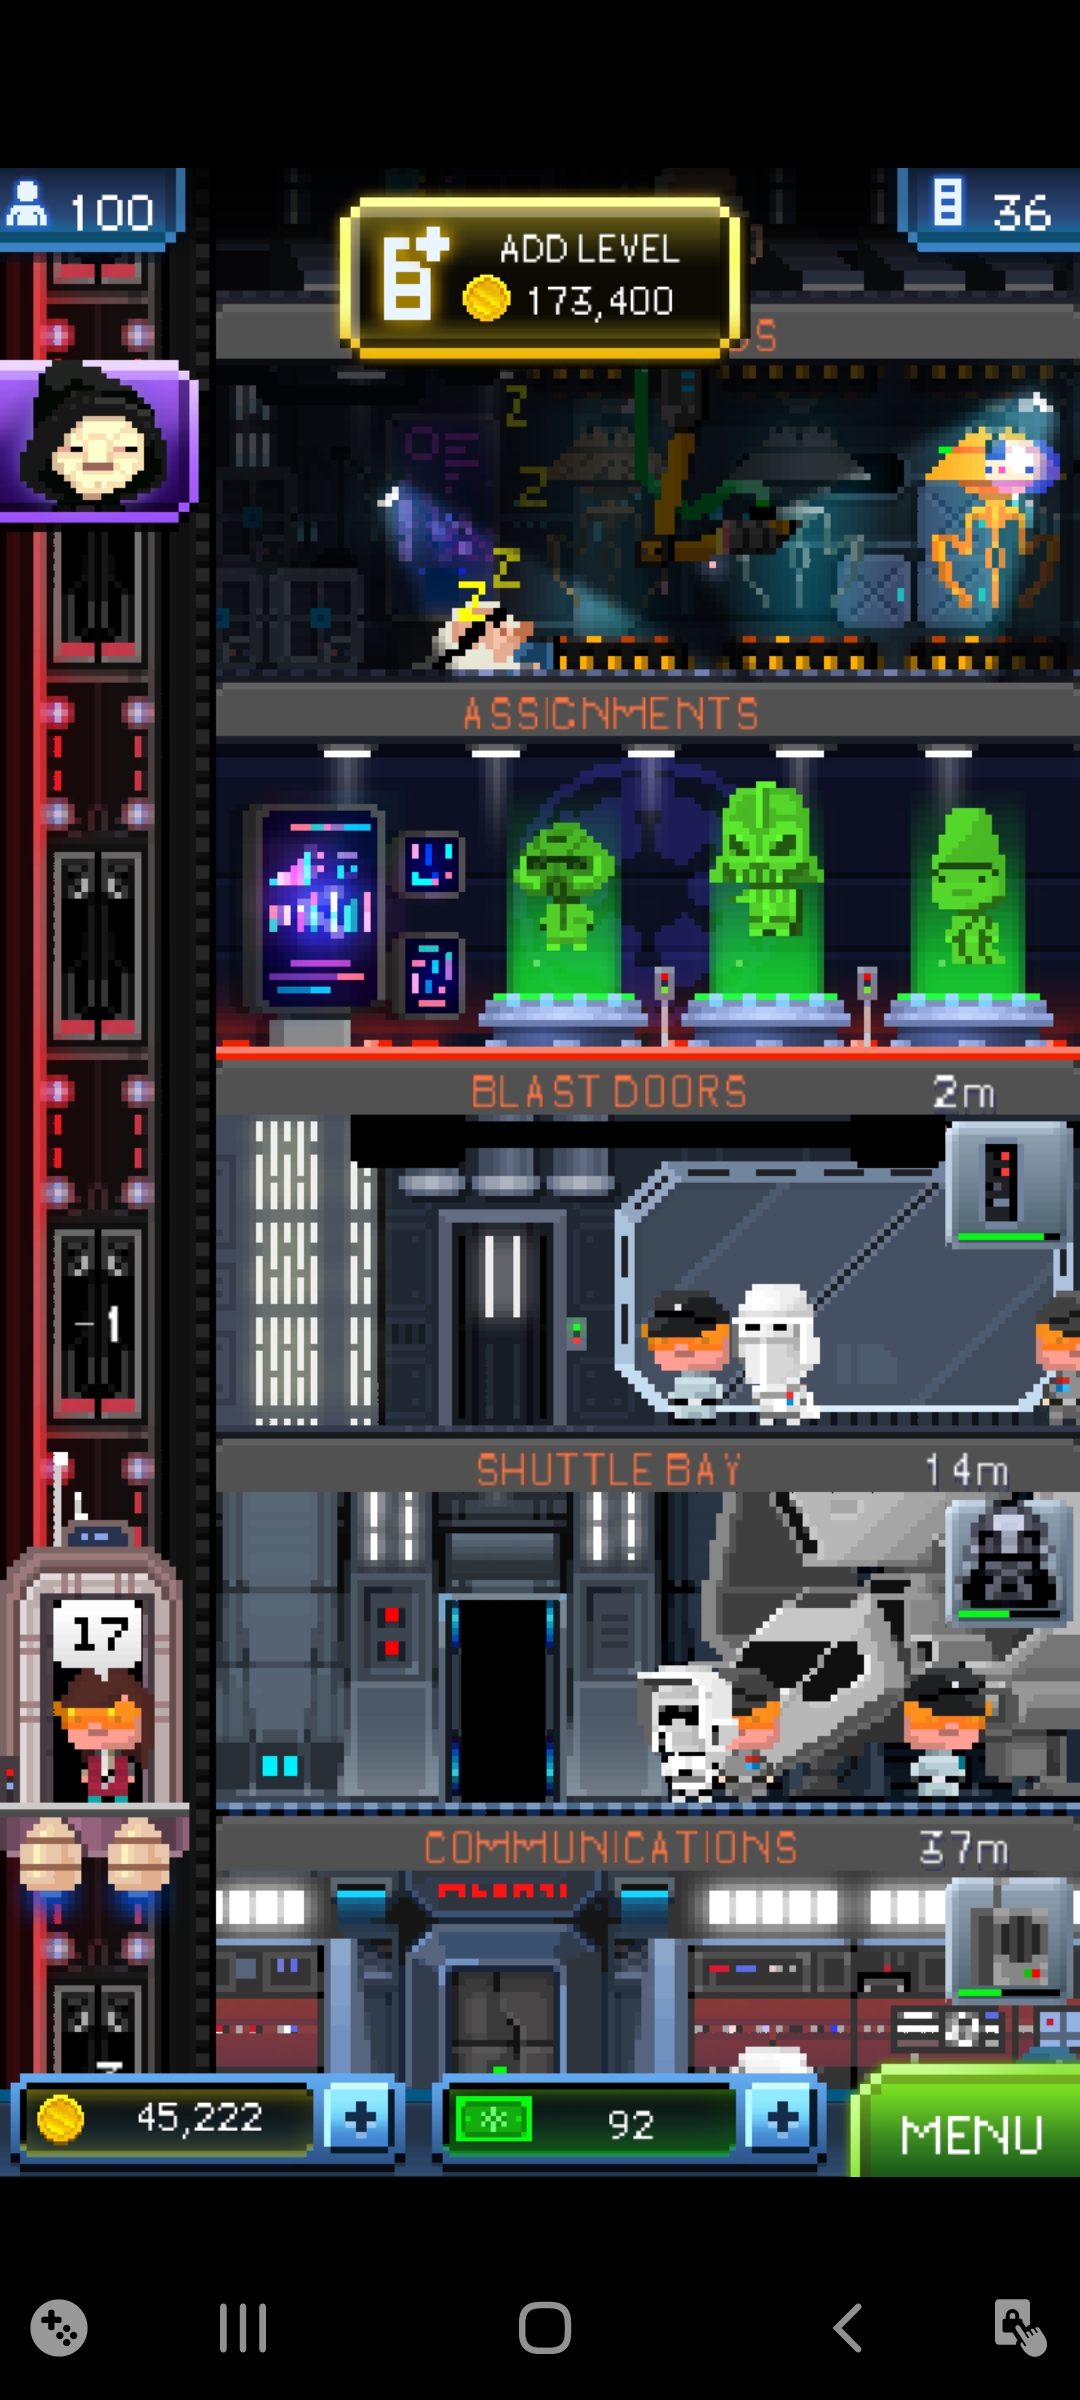 100
ADD LEVEL
173,400
36
Z
Z
Z
Z
ASSIGNMENTS
BLAST DOORS 2m
-1
SHUTTLE BAY 14m
17
COMMUNICATIONS 37m
45,222
92
MENU